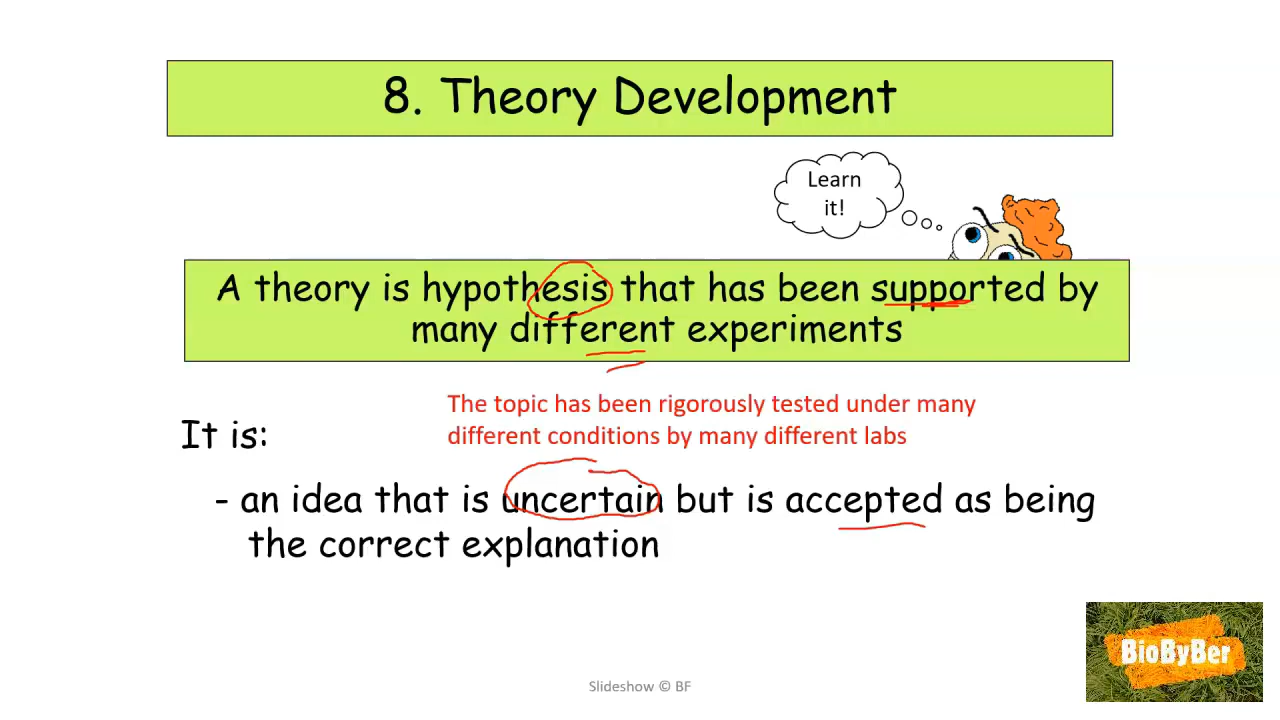 8. Theory Development
Learn
it!
A theory is hypothesis that has been supported by
many different experiments
The topic has been rigorously tested under many
different conditions by many different labs
It is:
- an idea that is uncertain but is accepted as being
the correct explanation
BioByBer
Slideshow © BF